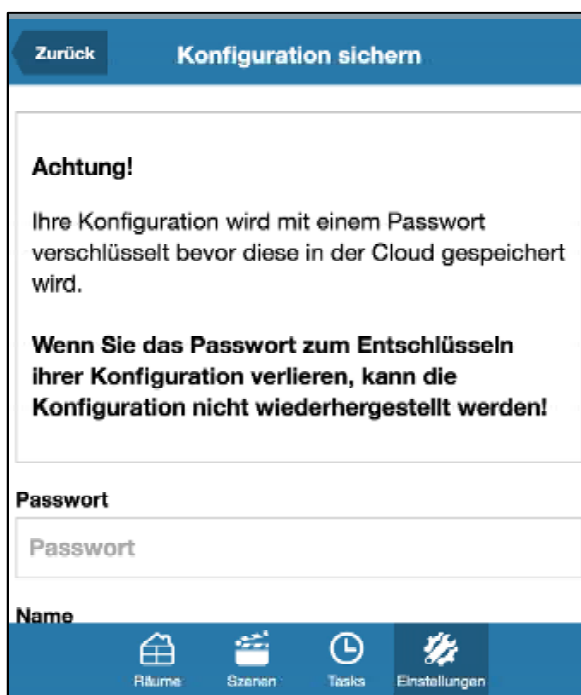 Zurück
Konfiguration sichern
Achtung!
Ihre Konfiguration wird mit einem Passwort
verschlüsselt bevor diese in der Cloud gespeichert
wird.
Wenn Sie das Passwort zum Entschlüsseln
ihrer Konfiguration verlieren, kann die
Konfiguration nicht wiederhergestellt werden!
Passwort
Passwort
Name
Räume Szenen Tasks Einstellungen